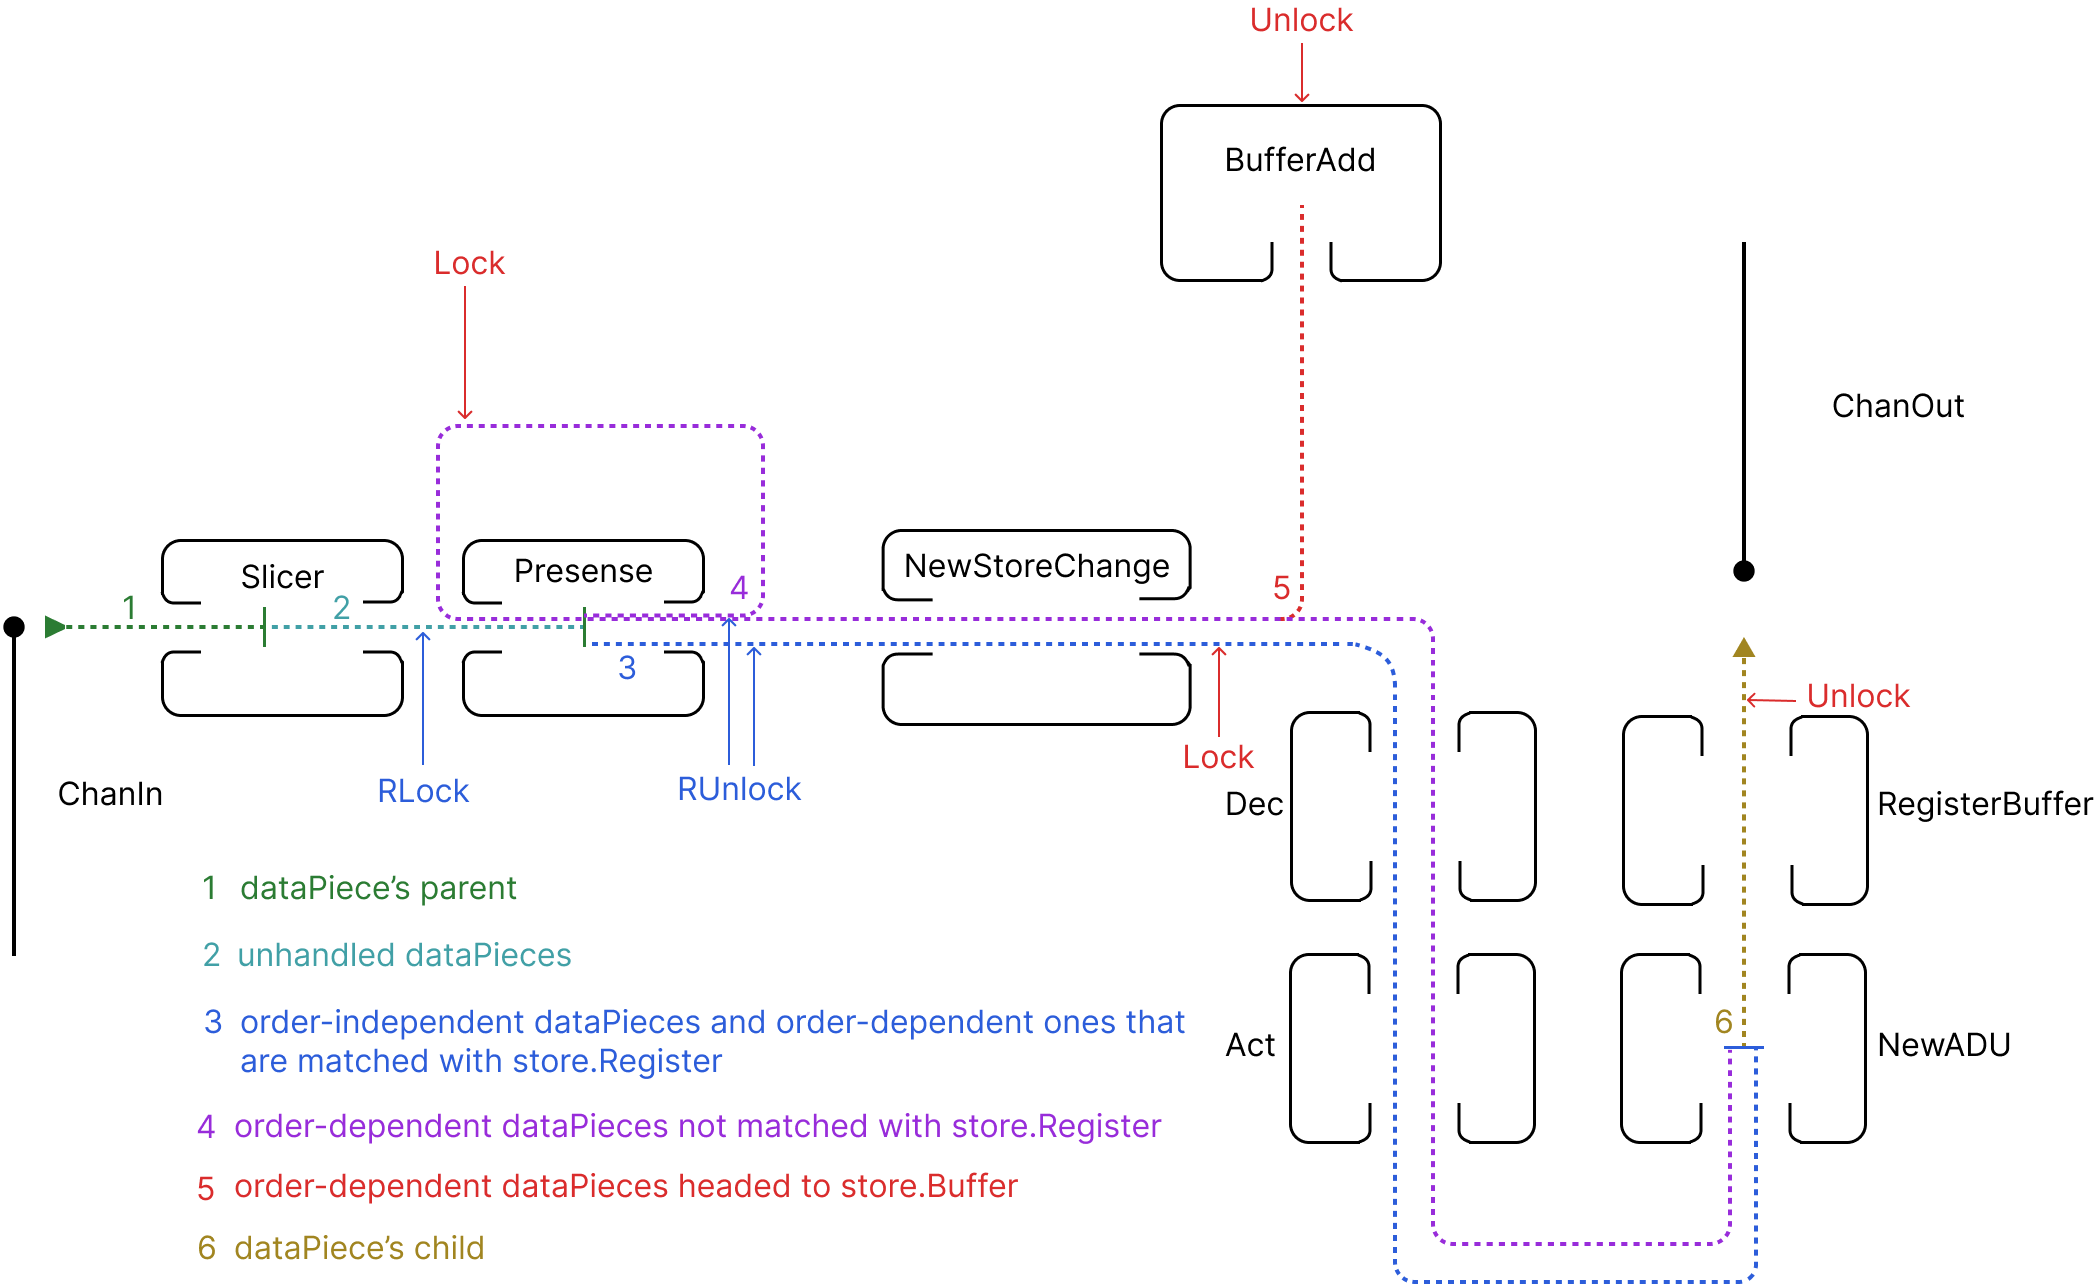 Unlock
BufferAdd
Lock
ChanOut
Slicer
Presense
NewStoreChange
1
2
4
5
3
Unlock
Lock
RLock
RUnlock
ChanIn
Dec
RegisterBuffer
6
Act
NewADU
1 dataPiece’s parent
2 unhandled dataPieces
3 order-independent dataPieces and order-dependent ones that
are matched with store.Register
4 order-dependent dataPieces not matched with store.Register
5 order-dependent dataPieces headed to store.Buffer
6 dataPiece’s child